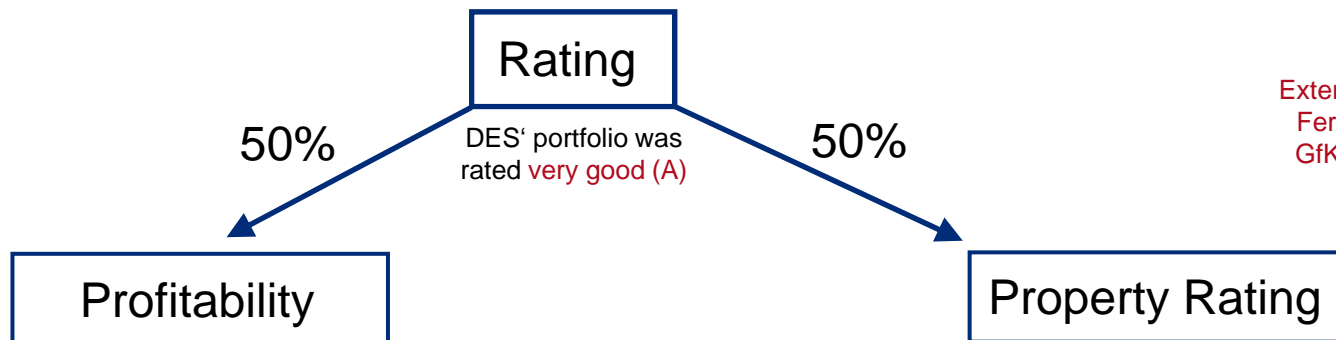 Rating
50%
DES‘ portfolio was
rated very good (A)
50%
Profitability
Property Rating